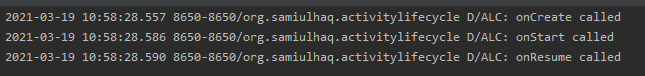 2021-03-19 10:58:28.557 8650-8650/org.samiulhaq.activitylifecycle D/ALC: onCreate called
2021-03-19 10:58:28.586 8650-8650/org.samiulhaq.activitylifecycle D/ALC: onStart called
2021-03-19 10:58:28.590 8650-8650/org.samiulhaq.activitylifecycle D/ALC: onResume called